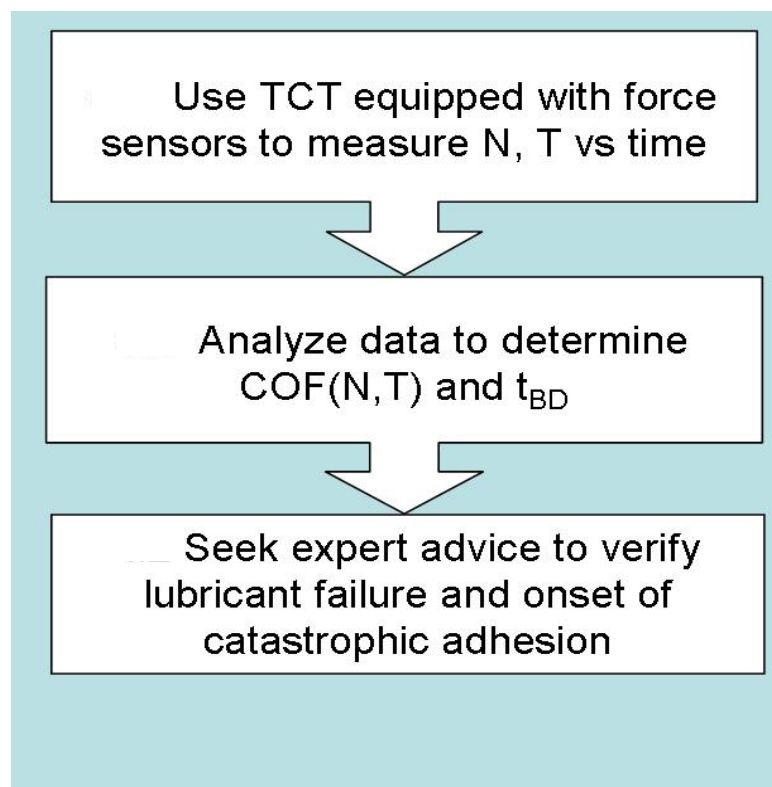 Use TCT equipped with force
sensors to measure N, T vs time
Analyze data to determine
COF(N,T) and t_BD
Seek expert advice to verify
lubricant failure and onset of
catastrophic adhesion